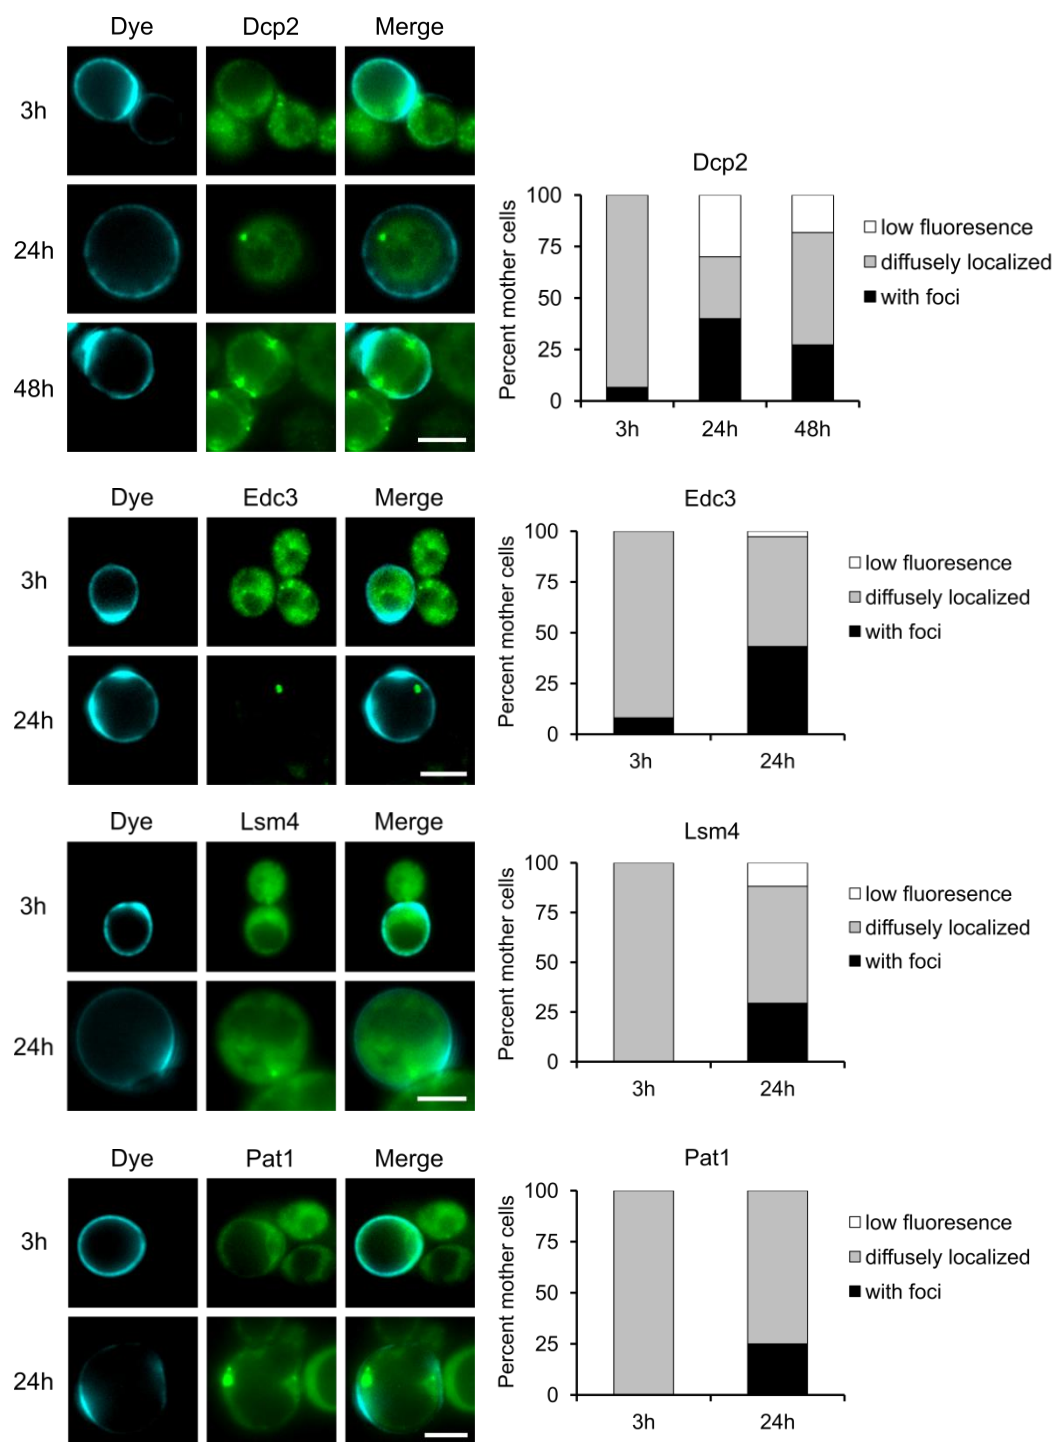 Dye Dcp2 Merge
3h
24h
48h
Dcp2
Percent mother cells
100
75
50
25
0
3h 24h 48h
low fluoresence
diffusely localized
with foci
Dye Edc3 Merge
3h
24h
Edc3
Percent mother cells
100
75
50
25
0
3h 24h
low fluoresence
diffusely localized
with foci
Dye Lsm4 Merge
3h
24h
Lsm4
Percent mother cells
100
75
50
25
0
3h 24h
low fluoresence
diffusely localized
with foci
Dye Pat1 Merge
3h
24h
Pat1
Percent mother cells
100
75
50
25
0
3h 24h
low fluoresence
diffusely localized
with foci